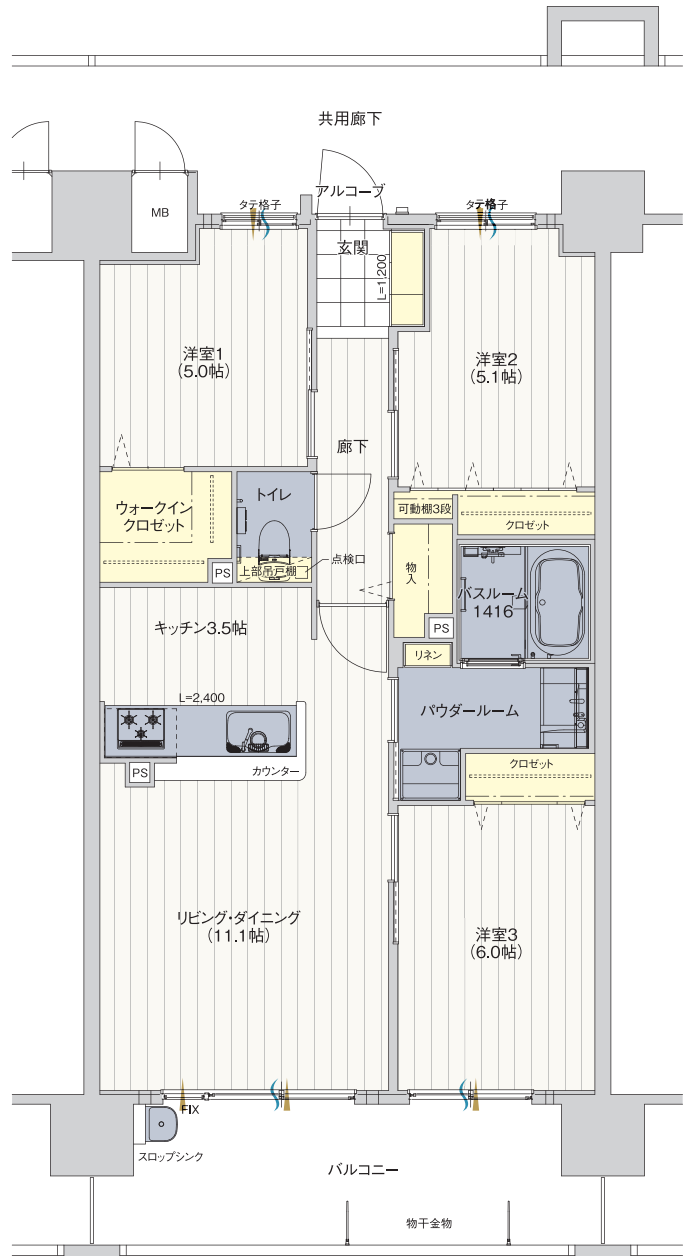 共用廊下
アルコーブ
タテ格子
タテ格子
MB
玄関
L=1,200
洋室1
(5.0帖)
洋室2
(5.1帖)
廊下
ウォークイン
クロゼット
トイレ
可動棚3段
クロゼット
PS
上部吊戸棚
点検口
物入
バスルーム
1416
キッチン3.5帖
PS
リネン
L=2,400
パウダールーム
PS
カウンター
クロゼット
リビング・ダイニング
(11.1帖)
洋室3
(6.0帖)
FIX
スロップシンク
バルコニー
物干金物